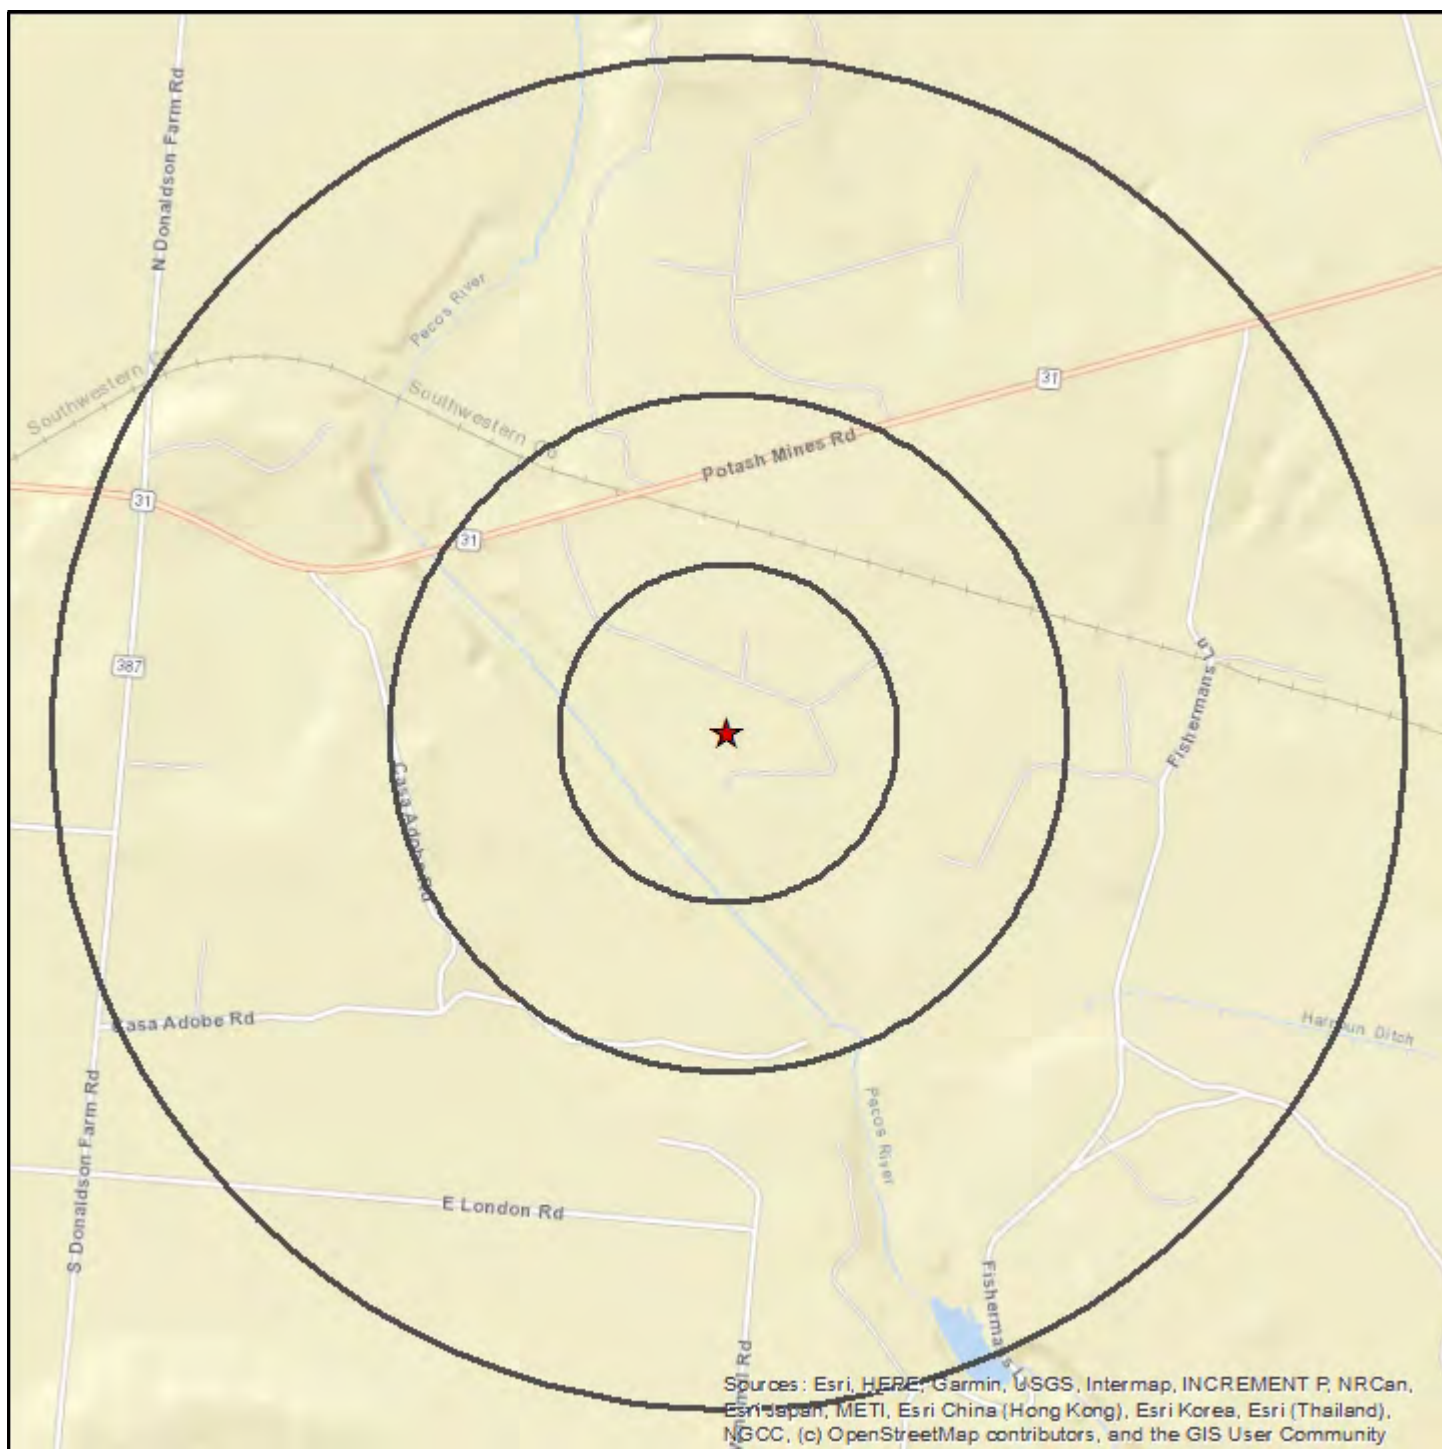 N Donaldson Farm Rd
Pecos River
Southwestern
Southwestern Co
31
Potash Mines Rd
31
31
387
Fishermans Ln
Casa Adobe Rd
Casa Adobe Rd
Ditch
Pecos River
S Donaldson Farm Rd
E London Rd
Fishermans
Rd
Sources: Esri, HERE, Garmin, USGS, Intermap, INCREMENT P, NRCan,
Esri Japan, METI, Esri China (Hong Kong), Esri Korea, Esri (Thailand),
NGCC, (c) OpenStreetMap contributors, and the GIS User Community